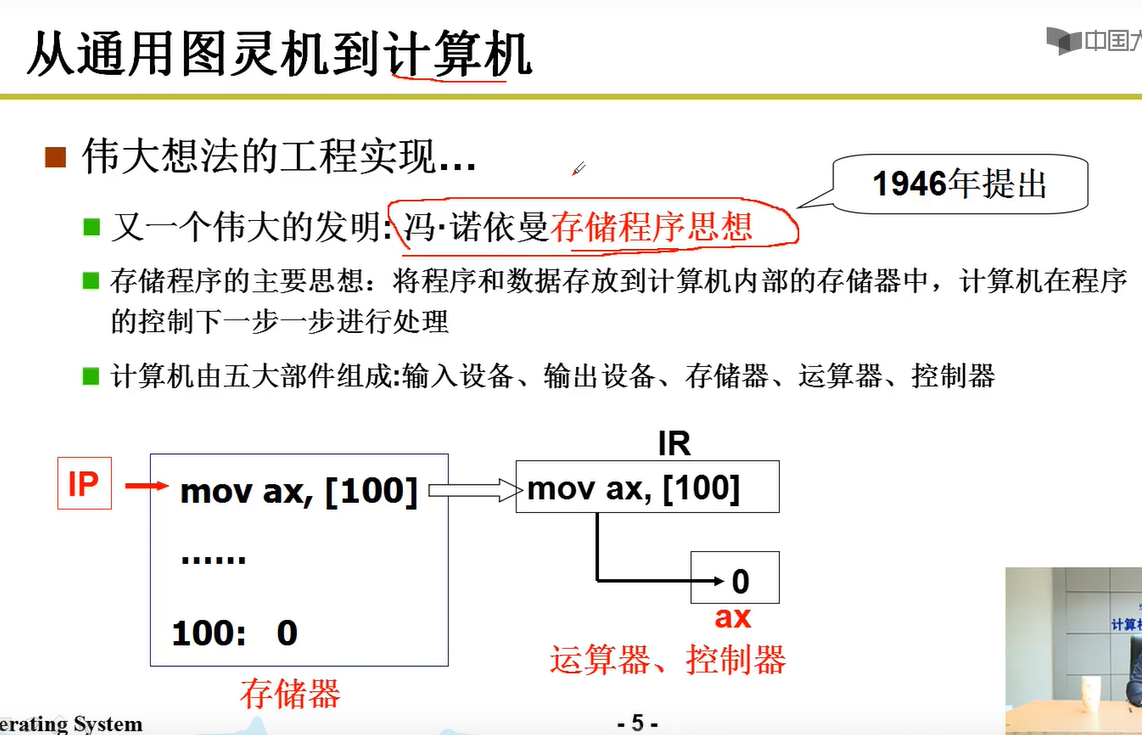 从通用图灵机到计算机
中国大
伟大想法的工程实现...
1946年提出
又一个伟大的发明:冯·诺依曼存储程序思想
存储程序的主要思想：将程序和数据存放到计算机内部的存储器中，计算机在程序
的控制下一步一步进行处理
计算机由五大部件组成:输入设备、输出设备、存储器、运算器、控制器
IR
IP
mov ax, [100]
mov ax, [100]
......
0
ax
100: 0
运算器、控制器
存储器
计算机
erating System
- 5 -